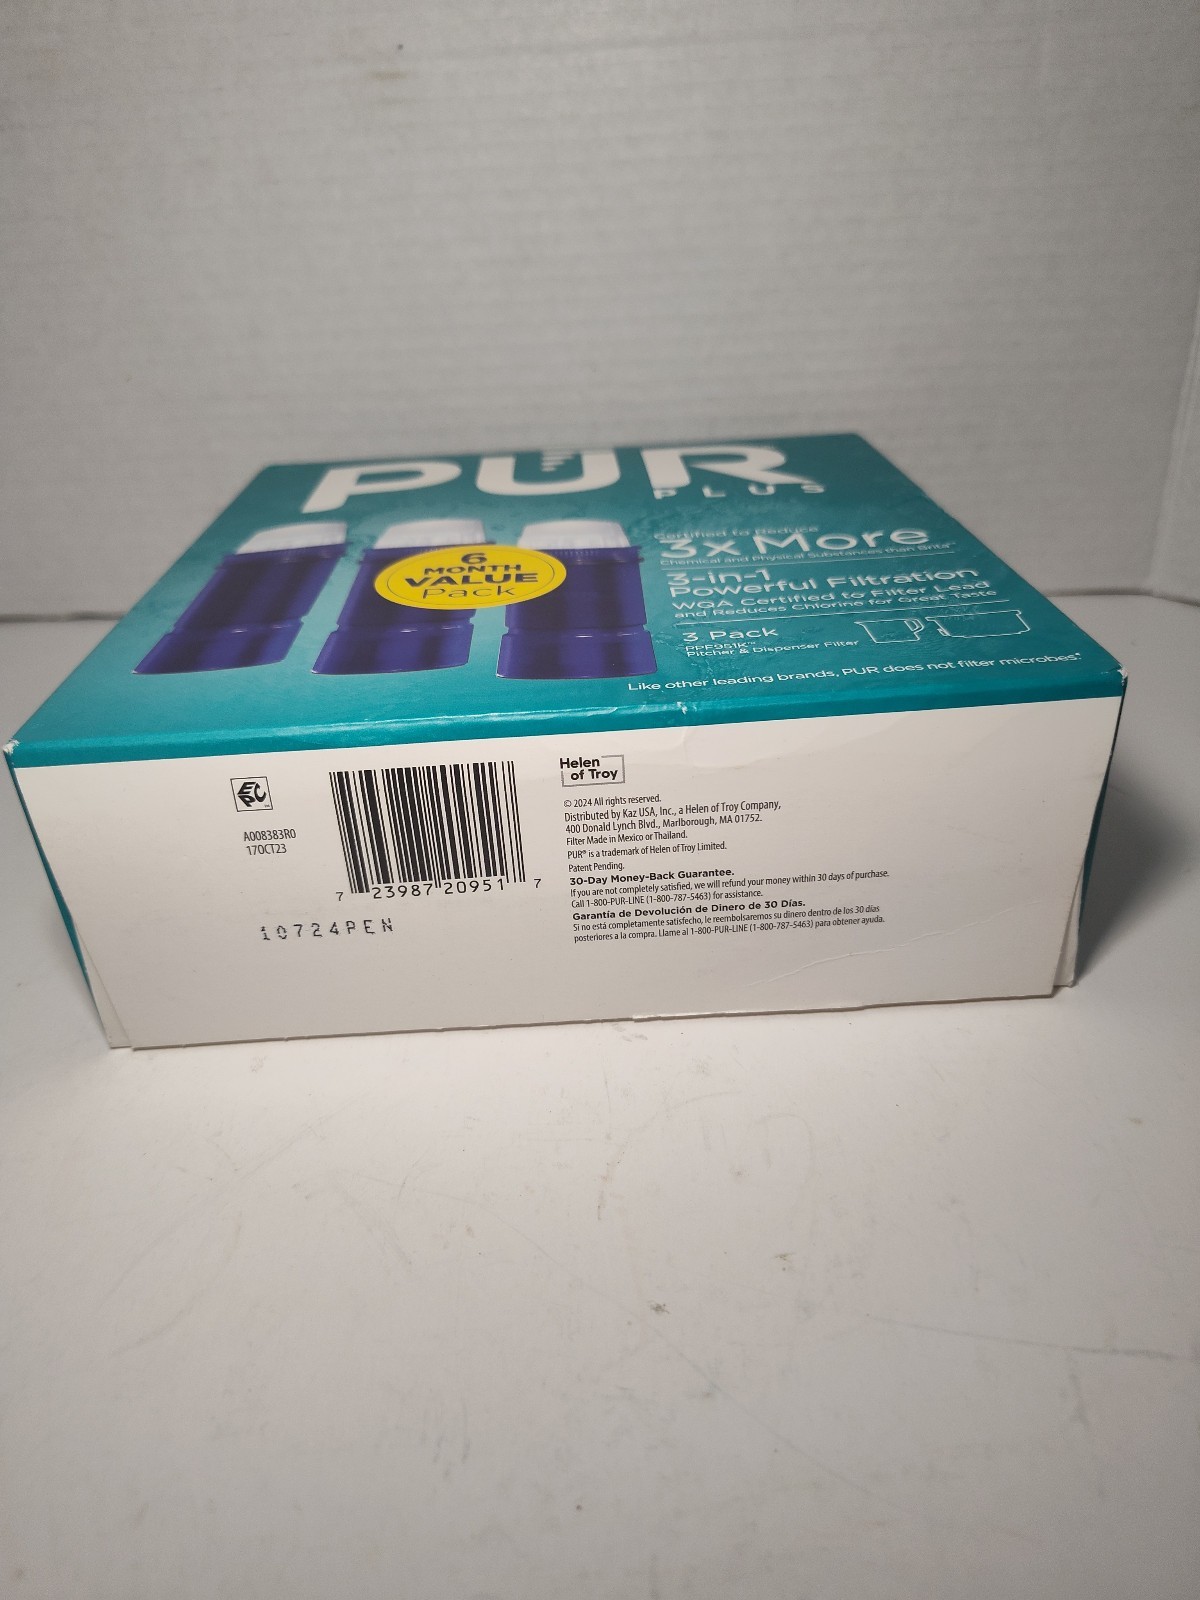 PUR
PLUS
Certified to Reduce
3x More
Chemical and Physical Substances than Brita™
3-in-1
Powerful Filtration
WQA Certified to Filter Lead
and Reduces Chlorine for Great Taste
3 Pack
PPF951K™
Pitcher & Dispenser Filter
6
MONTH
VALUE
Pack
Like other leading brands, PUR does not filter microbes.*
EPC
A008383R0
17OCT23
7 23987 20951 7
10724PEN
Helen
of Troy
© 2024 All rights reserved.
Distributed by Kaz USA, Inc., a Helen of Troy Company,
400 Donald Lynch Blvd., Marlborough, MA 01752.
Filter Made in Mexico or Thailand.
PUR® is a trademark of Helen of Troy Limited.
Patent Pending.
30-Day Money-Back Guarantee.
If you are not completely satisfied, we will refund your money within 30 days of purchase.
Call 1-800-PUR-LINE (1-800-787-5463) for assistance.
Garantía de Devolución de Dinero de 30 Días.
Si no está completamente satisfecho, le reembolsaremos su dinero dentro de los 30 días
posteriores a la compra. Llame al 1-800-PUR-LINE (1-800-787-5463) para obtener ayuda.